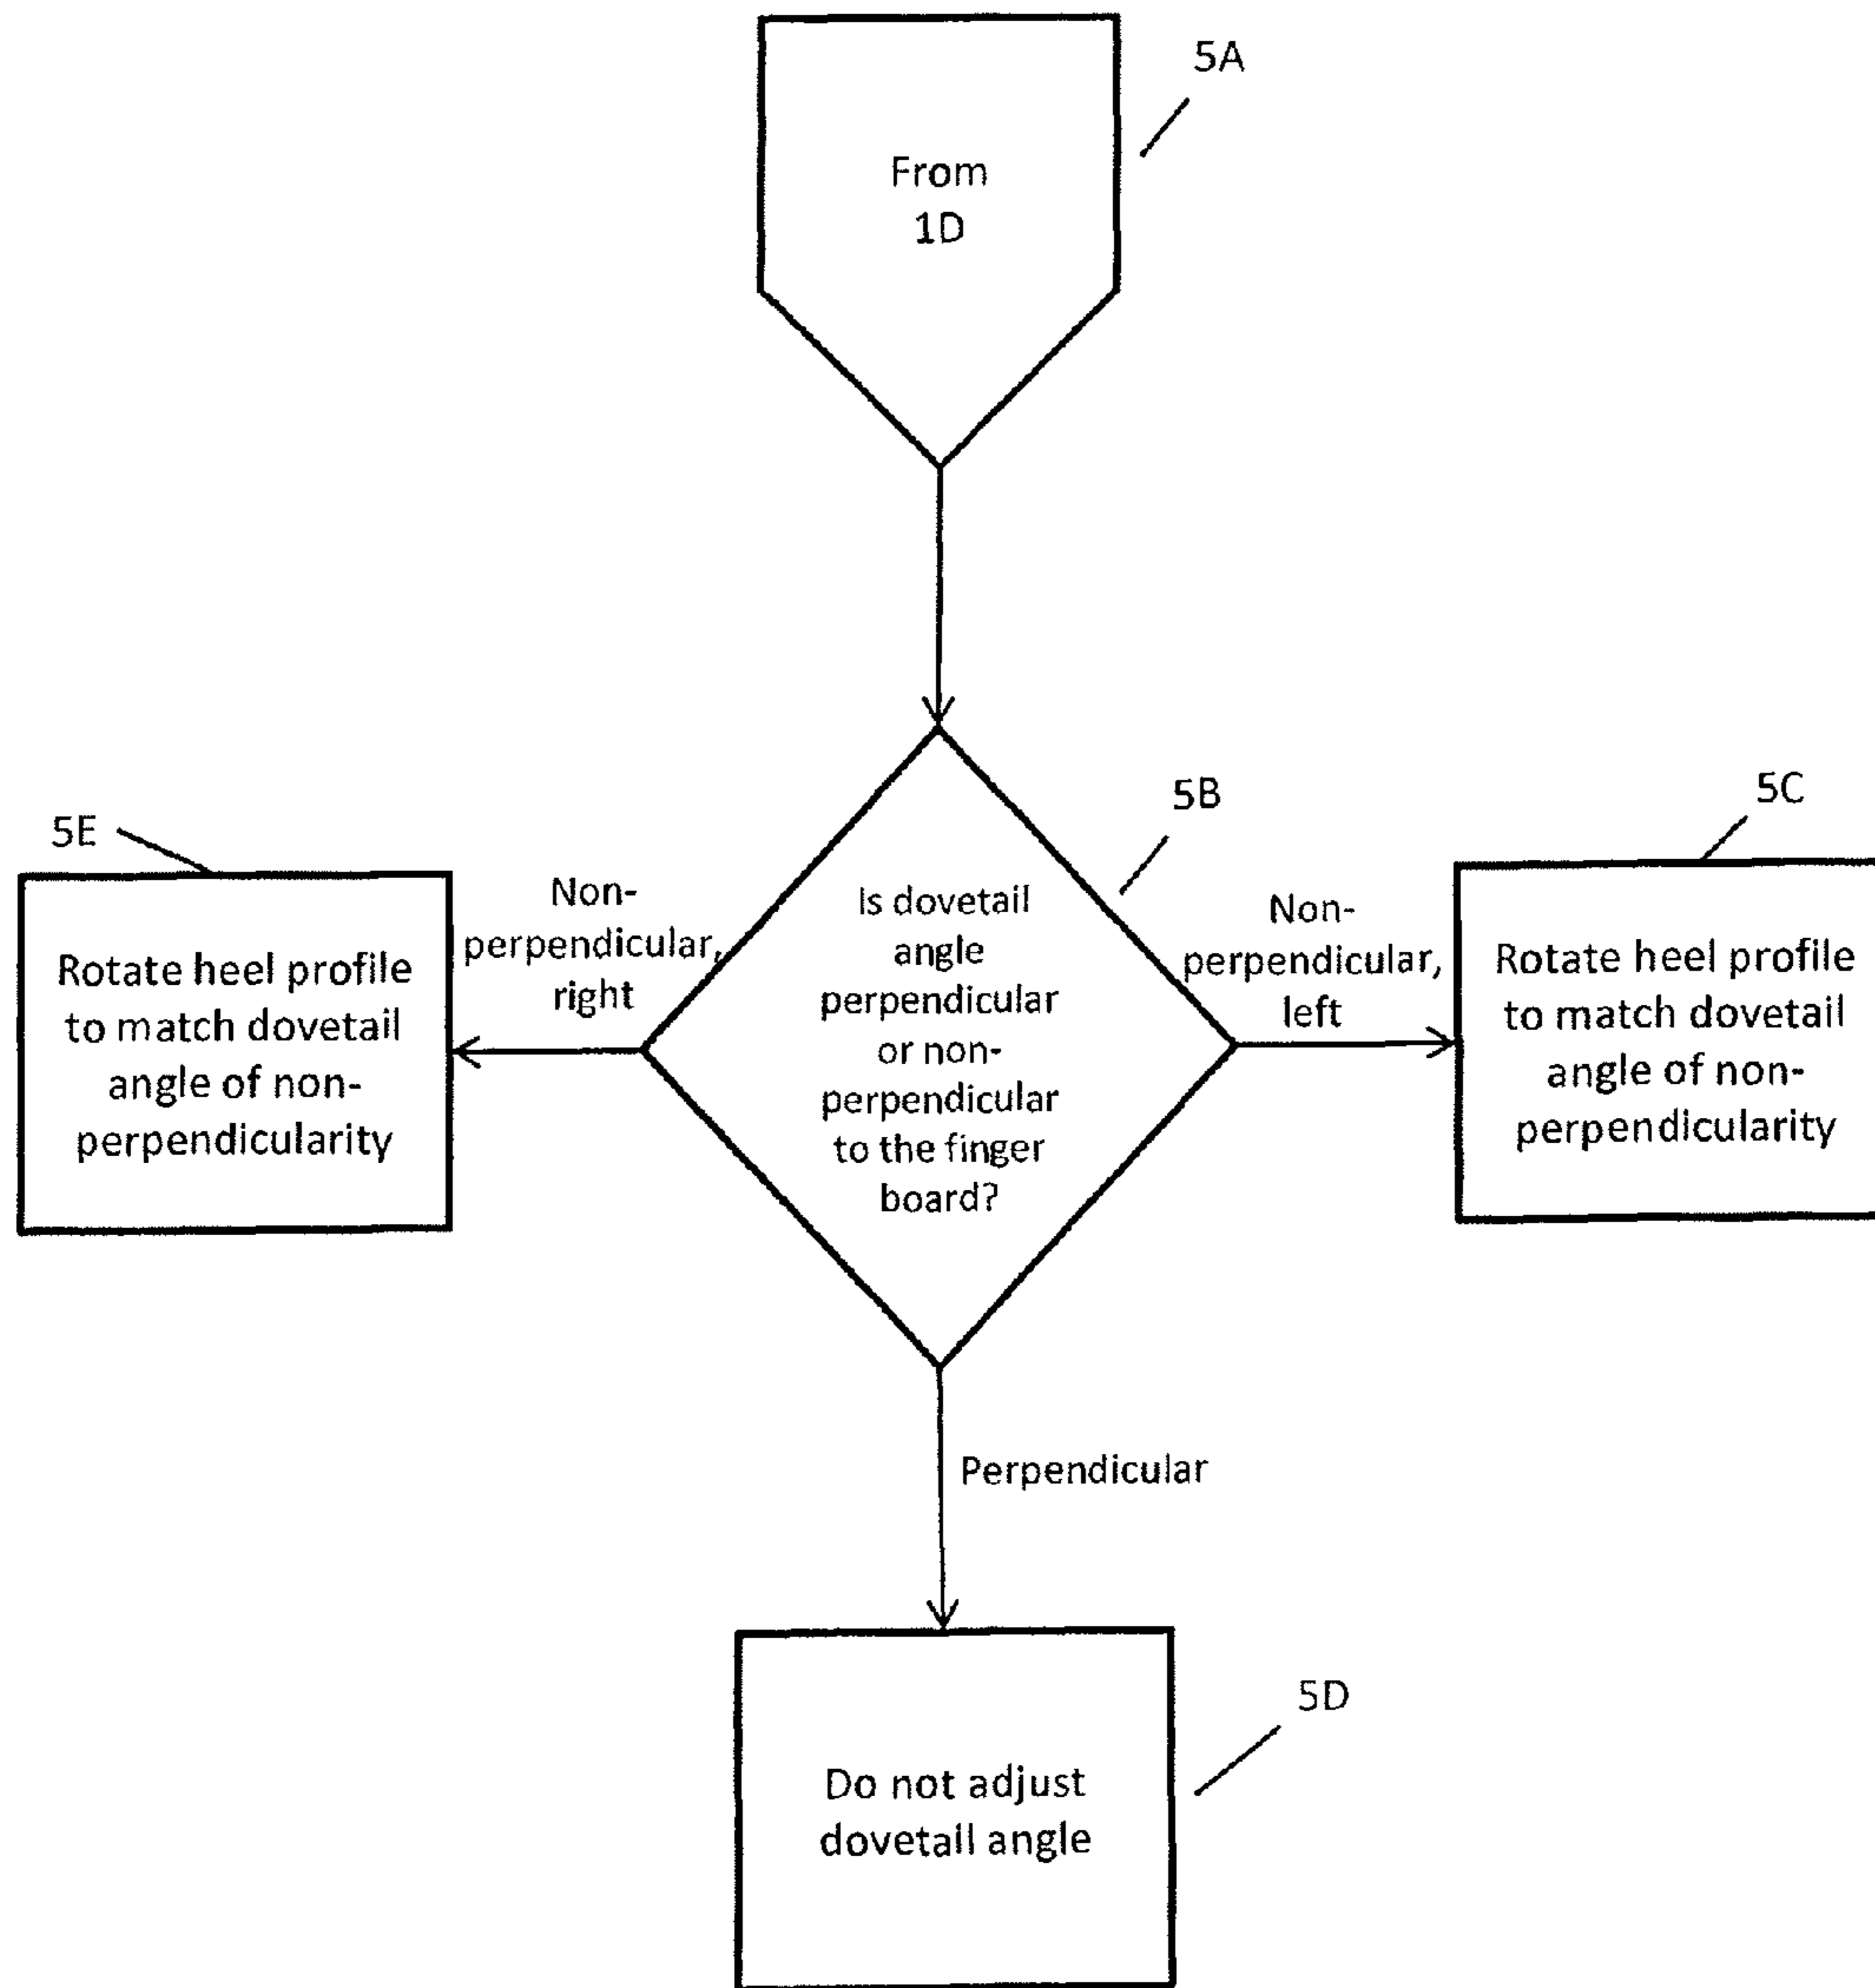 5A
From
1D
5B
5C
5E
Non-
perpendicular,
right
Is dovetail
angle
perpendicular
or non-
perpendicular
to the finger
board?
Non-
perpendicular,
left
Rotate heel profile
to match dovetail
angle of non-
perpendicularity
Rotate heel profile
to match dovetail
angle of non-
perpendicularity
Perpendicular
5D
Do not adjust
dovetail angle